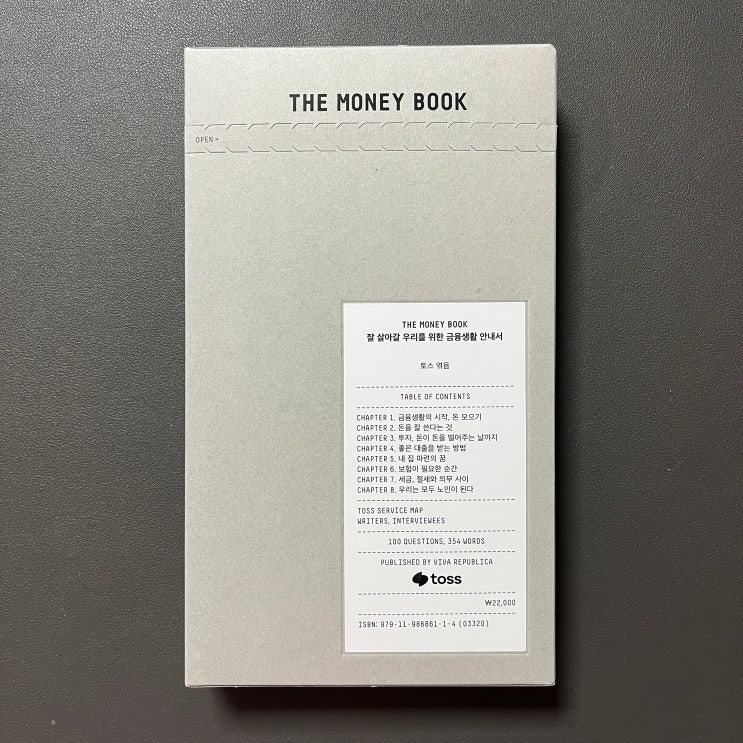 THE MONEY BOOK
OPEN
THE MONEY BOOK
잘 살아갈 우리를 위한 금융생활 안내서
토스 엮음
TABLE OF CONTENTS
CHAPTER 1. 금융생활의 시작, 돈 모으기
CHAPTER 2. 돈을 잘 쓴다는 것
CHAPTER 3. 투자, 돈이 돈을 벌어주는 날까지
CHAPTER 4. 좋은 대출을 받는 방법
CHAPTER 5. 내 집 마련의 꿈
CHAPTER 6. 보험이 필요한 순간
CHAPTER 7. 세금, 절세와 의무 사이
CHAPTER 8. 우리는 모두 노인이 된다
TOSS SERVICE MAP
WRITERS, INTERVIEWEES
100 QUESTIONS, 354 WORDS
PUBLISHED BY VIVA REPUBLICA
toss
₩22,000
ISBN: 979-11-986861-1-4 (03320)